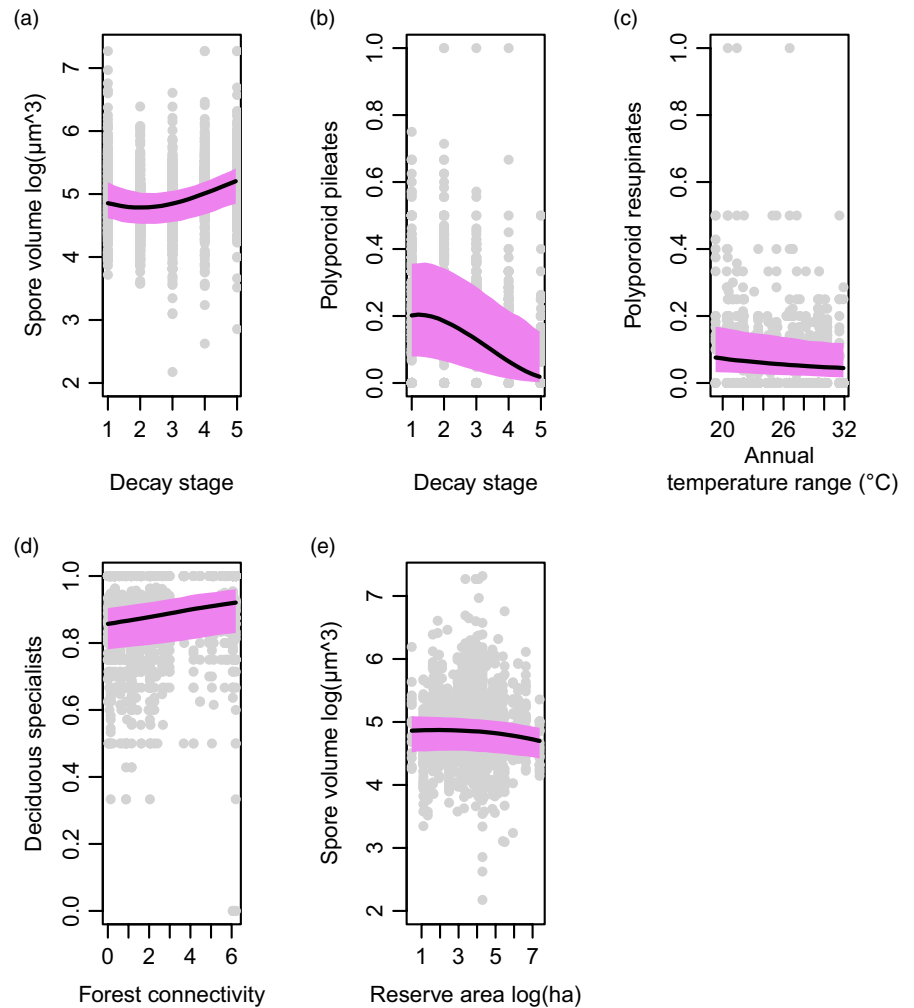 (a)
(b)
(c)
Spore volume log(μm^3)
2 3 4 5 6 7
1 2 3 4 5
Decay stage
Polyporoid pileates
0.0 0.2 0.4 0.6 0.8 1.0
1 2 3 4 5
Decay stage
Polyporoid resupinates
0.0 0.2 0.4 0.6 0.8 1.0
20 26 32
Annual
temperature range (°C)
(d)
(e)
Deciduous specialists
0.0 0.2 0.4 0.6 0.8 1.0
0 2 4 6
Forest connectivity
Spore volume log(μm^3)
2 3 4 5 6 7
1 3 5 7
Reserve area log(ha)